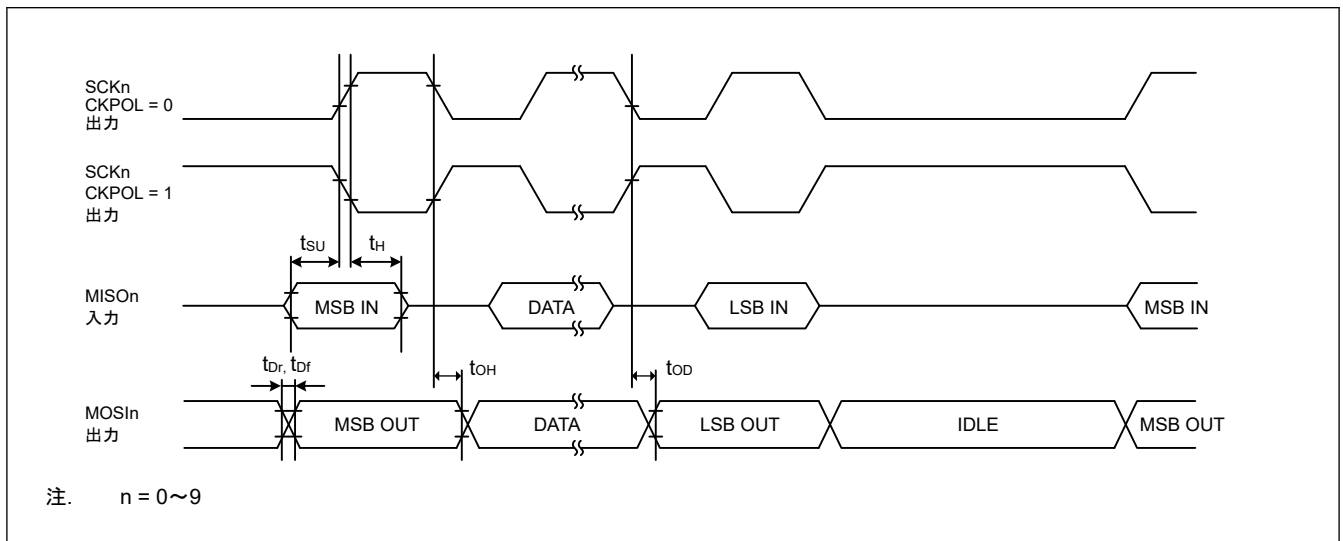 SCKn
CKPOL = 0
出力
SCKn
CKPOL = 1
出力
tSU
tH
MISOn
入力
MSB IN
DATA
LSB IN
MSB IN
tDr, tDf
tOH
tOD
MOSIn
出力
MSB OUT
DATA
LSB OUT
IDLE
MSB OUT
注. n = 0～9